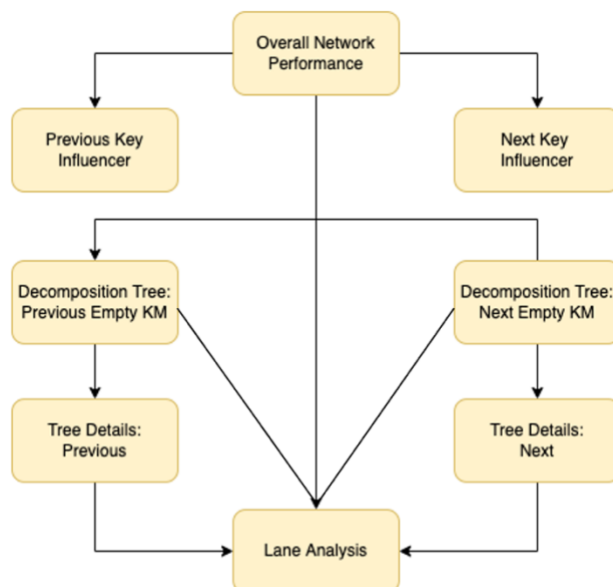 Overall Network
Performance
Previous Key
Influencer
Next Key
Influencer
Decomposition Tree:
Previous Empty KM
Decomposition Tree:
Next Empty KM
Tree Details:
Previous
Tree Details:
Next
Lane Analysis